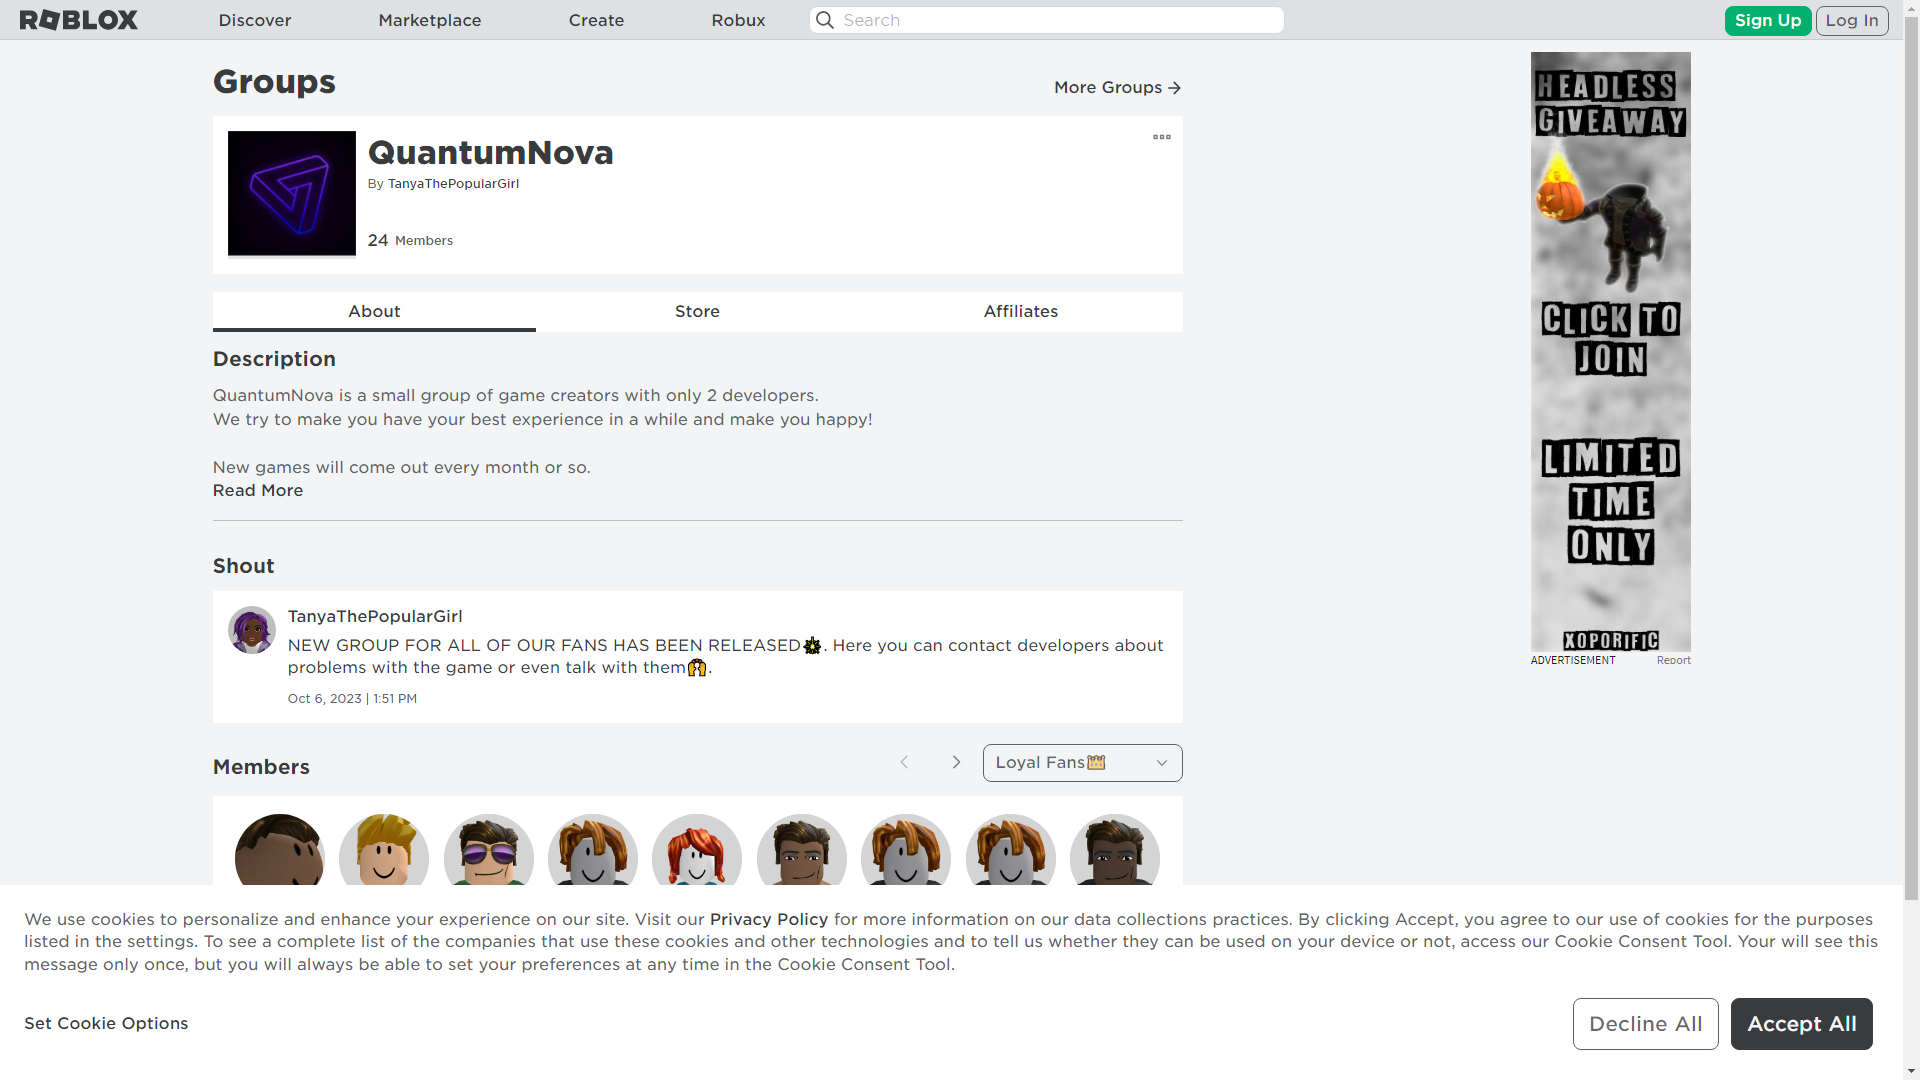 ROBLOX
Discover
Marketplace
Create
Robux
Search
Sign Up
Log In
Groups
More Groups
QuantumNova
By TanyaThePopularGirl
24 Members
About
Store
Affiliates
Description
QuantumNova is a small group of game creators with only 2 developers.
We try to make you have your best experience in a while and make you happy!
New games will come out every month or so.
Read More
Shout
TanyaThePopularGirl
NEW GROUP FOR ALL OF OUR FANS HAS BEEN RELEASED. Here you can contact developers about
problems with the game or even talk with them🙌.
Oct 6, 2023 | 1:51 PM
Members
Loyal Fans👑
HEADLESS
GIVEAWAY
CLICK TO
JOIN
LIMITED
TIME
ONLY
XOPORIFIC
ADVERTISEMENT
Report
We use cookies to personalize and enhance your experience on our site. Visit our Privacy Policy for more information on our data collections practices. By clicking Accept, you agree to our use of cookies for the purposes
listed in the settings. To see a complete list of the companies that use these cookies and other technologies and to tell us whether they can be used on your device or not, access our Cookie Consent Tool. Your will see this
message only once, but you will always be able to set your preferences at any time in the Cookie Consent Tool.
Set Cookie Options
Decline All
Accept All